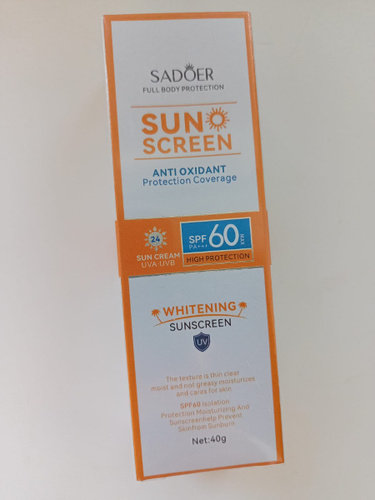 SADOER
FULL BODY PROTECTION
SUN
SCREEN
ANTI OXIDANT
Protection Coverage
24
SUN CREAM
UVA·UVB
SPF 60 MAX
PA+++
HIGH PROTECTION
WHITENING
SUNSCREEN
UV
The texture is thin clear
moist and not greasy moisturizes
and cares for skin
SPF60 Isolation
Protection Moisturizing And
Sunscreenhelp Prevent
Skinfrom Sunburn
Net:40g